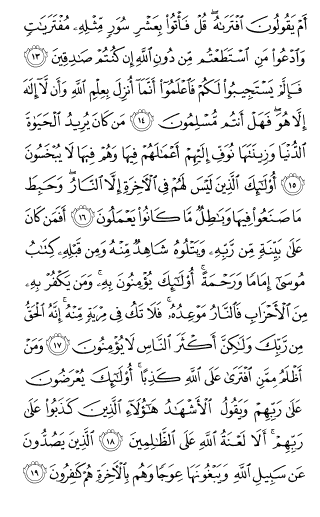 أَمۡ يَقُولُونَ ٱفۡتَرَىٰهُۖ قُلۡ فَأۡتُواْ بِعَشۡرِ سُوَرٖ مِّثۡلِهِۦ مُفۡتَرَيَٰتٖ
وَٱدۡعُواْ مَنِ ٱسۡتَطَعۡتُم مِّن دُونِ ٱللَّهِ إِن كُنتُمۡ صَٰدِقِينَ ١٣
فَإِلَّمۡ يَسۡتَجِيبُواْ لَكُمۡ فَٱعۡلَمُوٓاْ أَنَّمَآ أُنزِلَ بِعِلۡمِ ٱللَّهِ وَأَن لَّآ إِلَٰهَ
إِلَّا هُوَۖ فَهَلۡ أَنتُم مُّسۡلِمُونَ ١٤ مَن كَانَ يُرِيدُ ٱلۡحَيَوٰةَ
ٱلدُّنۡيَا وَزِينَتَهَا نُوَفِّ إِلَيۡهِمۡ أَعۡمَٰلَهُمۡ فِيهَا وَهُمۡ فِيهَا لَا يُبۡخَسُونَ
١٥ أُوْلَٰٓئِكَ ٱلَّذِينَ لَيۡسَ لَهُمۡ فِي ٱلۡأٓخِرَةِ إِلَّا ٱلنَّارُۖ وَحَبِطَ
مَا صَنَعُواْ فِيهَا وَبَٰطِلٞ مَّا كَانُواْ يَعۡمَلُونَ ١٦ أَفَمَن كَانَ
عَلَىٰ بَيِّنَةٖ مِّن رَّبِّهِۦ وَيَتۡلُوهُ شَاهِدٞ مِّنۡهُ وَمِن قَبۡلِهِۦ كِتَٰبُ
مُوسَىٰٓ إِمَامٗا وَرَحۡمَةًۚ أُوْلَٰٓئِكَ يُؤۡمِنُونَ بِهِۦۚ وَمَن يَكۡفُرۡ بِهِۦ
مِنَ ٱلۡأَحۡزَابِ فَٱلنَّارُ مَوۡعِدُهُۥۚ فَلَا تَكُ فِي مِرۡيَةٖ مِّنۡهُۚ إِنَّهُ ٱلۡحَقُّ
مِن رَّبِّكَ وَلَٰكِنَّ أَكۡثَرَ ٱلنَّاسِ لَا يُؤۡمِنُونَ ١٧ وَمَنۡ
أَظۡلَمُ مِمَّنِ ٱفۡتَرَىٰ عَلَى ٱللَّهِ كَذِبًاۚ أُوْلَٰٓئِكَ يُعۡرَضُونَ
عَلَىٰ رَبِّهِمۡ وَيَقُولُ ٱلۡأَشۡهَٰدُ هَٰٓؤُلَآءِ ٱلَّذِينَ كَذَبُواْ عَلَىٰ
رَبِّهِمۡۚ أَلَا لَعۡنَةُ ٱللَّهِ عَلَى ٱلظَّٰلِمِينَ ١٨ ٱلَّذِينَ يَصُدُّونَ
عَن سَبِيلِ ٱللَّهِ وَيَبۡغُونَهَا عِوَجٗا وَهُم بِٱلۡأٓخِرَةِ هُمۡ كَٰفِرُونَ ١٩